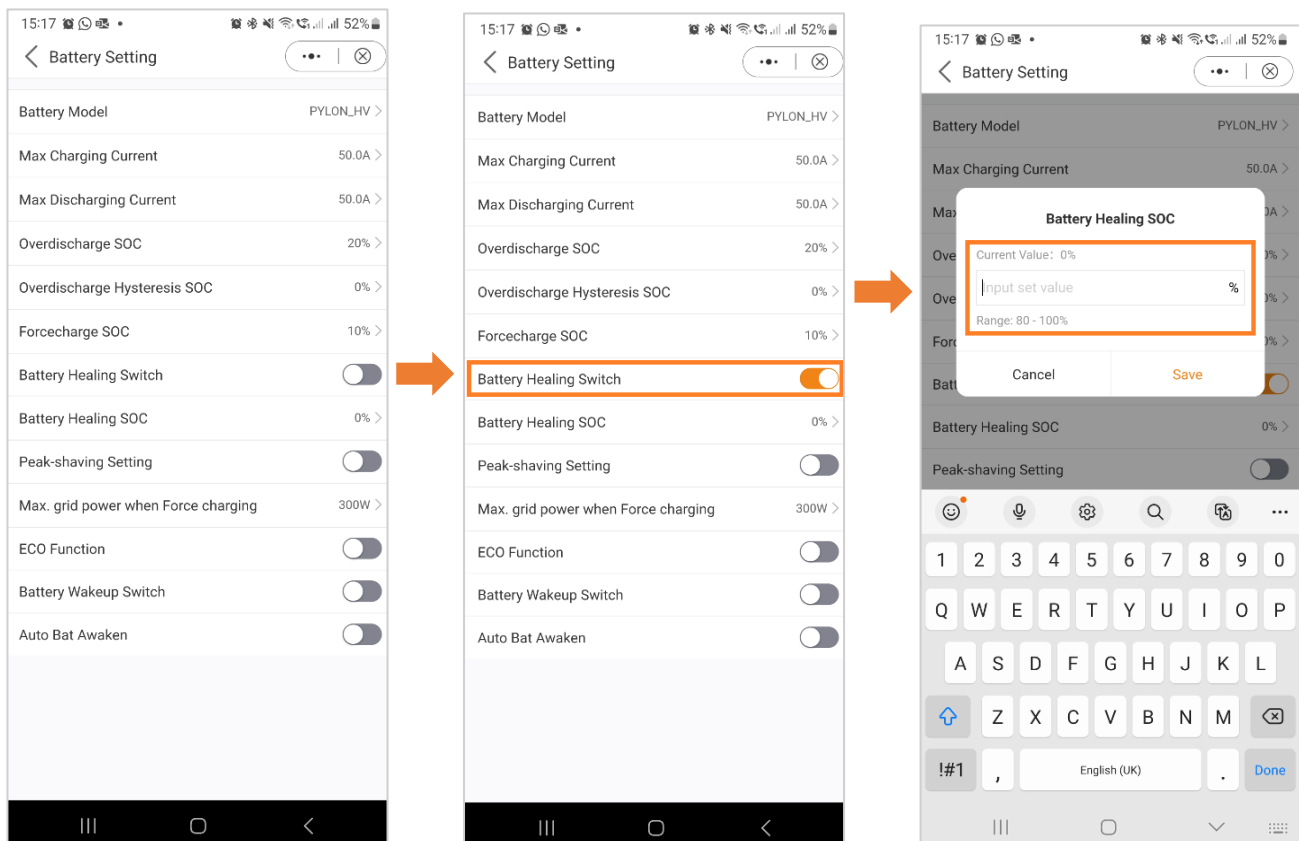 15:17 52%
Battery Setting
Battery Model PYLON_HV >
Max Charging Current 50.0A >
Max Discharging Current 50.0A >
Overdischarge SOC 20% >
Overdischarge Hysteresis SOC 0% >
Forcecharge SOC 10% >
Battery Healing Switch
Battery Healing SOC 0% >
Peak-shaving Setting
Max. grid power when Force charging 300W >
ECO Function
Battery Wakeup Switch
Auto Bat Awaken
15:17 52%
Battery Setting
Battery Model PYLON_HV >
Max Charging Current 50.0A >
Max Discharging Current 50.0A >
Overdischarge SOC 20% >
Overdischarge Hysteresis SOC 0% >
Forcecharge SOC 10% >
Battery Healing Switch
Battery Healing SOC 0% >
Peak-shaving Setting
Max. grid power when Force charging 300W >
ECO Function
Battery Wakeup Switch
Auto Bat Awaken
15:17 52%
Battery Setting
Battery Model PYLON_HV >
Max Charging Current 50.0A >
Battery Healing SOC
Current Value: 0%
Input set value %
Range: 80 - 100%
Cancel Save
Battery Healing SOC 0% >
Peak-shaving Setting
1 2 3 4 5 6 7 8 9 0
Q W E R T Y U I O P
A S D F G H J K L
Z X C V B N M
!#1 , English (UK) . Done